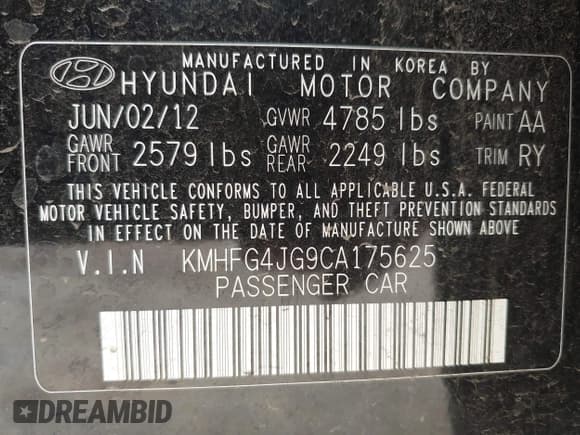 MANUFACTURED IN KOREA BY
HYUNDAI MOTOR COMPANY
JUN/02/12 GVWR 4785 lbs PAINT AA
GAWR FRONT 2579 lbs GAWR REAR 2249 lbs TRIM RY
THIS VEHICLE CONFORMS TO ALL APPLICABLE U.S.A. FEDERAL
MOTOR VEHICLE SAFETY, BUMPER, AND THEFT PREVENTION STANDARDS
IN EFFECT ON THE DATE OF MANUFACTURE SHOWN ABOVE
V.I.N KMHFG4JG9CA175625
PASSENGER CAR
DREAMBID